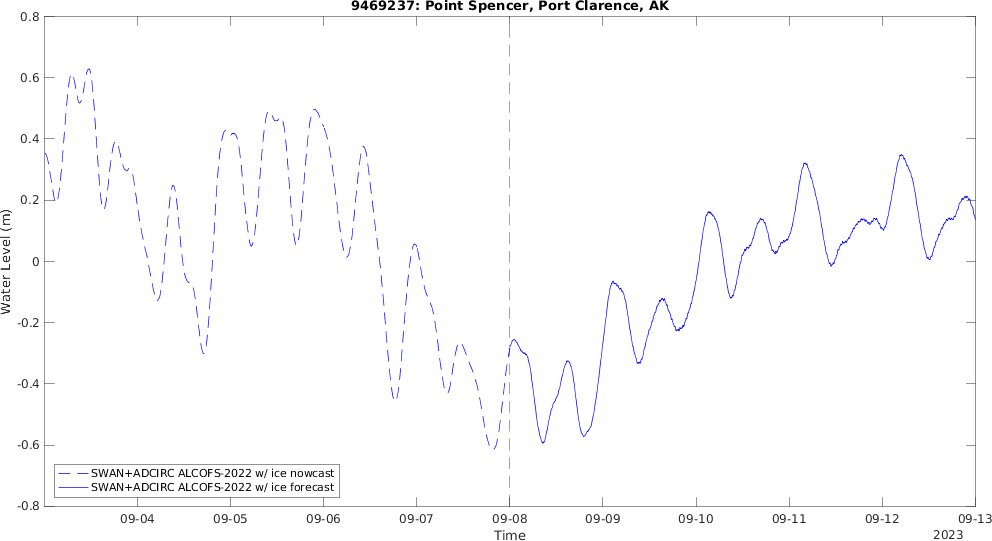 9469237: Point Spencer, Port Clarence, AK
0.8
0.6
0.4
0.2
0
-0.2
-0.4
-0.6
-0.8
Water Level (m)
SWAN+ADCIRC ALCOFS-2022 w/ ice nowcast
SWAN+ADCIRC ALCOFS-2022 w/ ice forecast
09-04 09-05 09-06 09-07 09-08 09-09 09-10 09-11 09-12 09-13
Time
2023